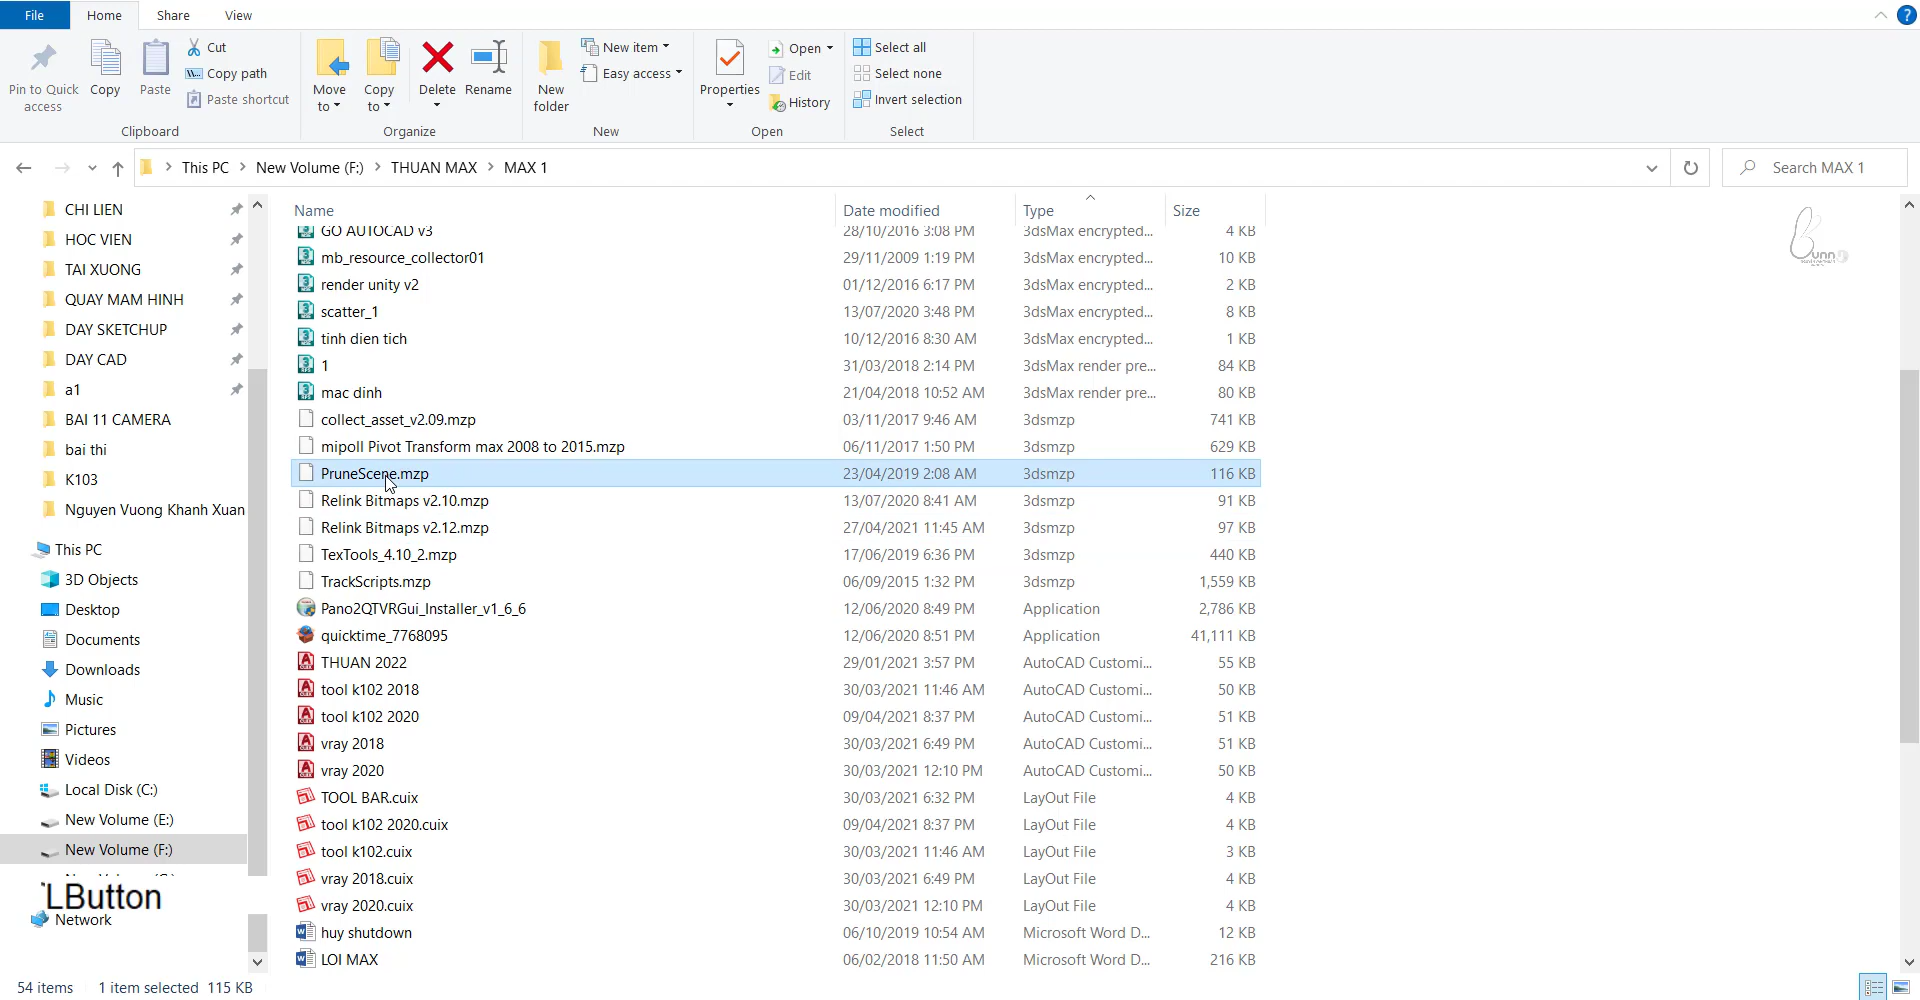 File Home Share View
Pin to Quick access
Copy
Paste
Cut
Copy path
Paste shortcut
Clipboard
Move to
Copy to
Delete
Rename
Organize
New folder
New item
Easy access
New
Properties
Open
Edit
History
Open
Select all
Select none
Invert selection
Select
This PC > New Volume (F:) > THUAN MAX > MAX 1
Search MAX 1
CHI LIEN
HOC VIEN
TAI XUONG
QUAY MAM HINH
DAY SKETCHUP
DAY CAD
a1
BAI 11 CAMERA
bai thi
K103
Nguyen Vuong Khanh Xuan
This PC
3D Objects
Desktop
Documents
Downloads
Music
Pictures
Videos
Local Disk (C:)
New Volume (E:)
New Volume (F:)
LButton
Network
Name Date modified Type Size
GO AUTOCAD v3 28/10/2016 3:08 PM 3dsMax encrypted... 4 KB
mb_resource_collector01 29/11/2009 1:19 PM 3dsMax encrypted... 10 KB
render unity v2 01/12/2016 6:17 PM 3dsMax encrypted... 2 KB
scatter_1 13/07/2020 3:48 PM 3dsMax encrypted... 8 KB
tinh dien tich 10/12/2016 8:30 AM 3dsMax encrypted... 1 KB
1 31/03/2018 2:14 PM 3dsMax render pre... 84 KB
mac dinh 21/04/2018 10:52 AM 3dsMax render pre... 80 KB
collect_asset_v2.09.mzp 03/11/2017 9:46 AM 3dsmzp 741 KB
mipoll Pivot Transform max 2008 to 2015.mzp 06/11/2017 1:50 PM 3dsmzp 629 KB
PruneScene.mzp 23/04/2019 2:08 AM 3dsmzp 116 KB
Relink Bitmaps v2.10.mzp 13/07/2020 8:41 AM 3dsmzp 91 KB
Relink Bitmaps v2.12.mzp 27/04/2021 11:45 AM 3dsmzp 97 KB
TexTools_4.10_2.mzp 17/06/2019 6:36 PM 3dsmzp 440 KB
TrackScripts.mzp 06/09/2015 1:32 PM 3dsmzp 1,559 KB
Pano2QTVRGui_Installer_v1_6_6 12/06/2020 8:49 PM Application 2,786 KB
quicktime_7768095 12/06/2020 8:51 PM Application 41,111 KB
THUAN 2022 29/01/2021 3:57 PM AutoCAD Customi... 55 KB
tool k102 2018 30/03/2021 11:46 AM AutoCAD Customi... 50 KB
tool k102 2020 09/04/2021 8:37 PM AutoCAD Customi... 51 KB
vray 2018 30/03/2021 6:49 PM AutoCAD Customi... 51 KB
vray 2020 30/03/2021 12:10 PM AutoCAD Customi... 50 KB
TOOL BAR.cuix 30/03/2021 6:32 PM LayOut File 4 KB
tool k102 2020.cuix 09/04/2021 8:37 PM LayOut File 4 KB
tool k102.cuix 30/03/2021 11:46 AM LayOut File 3 KB
vray 2018.cuix 30/03/2021 6:49 PM LayOut File 4 KB
vray 2020.cuix 30/03/2021 12:10 PM LayOut File 4 KB
huy shutdown 06/10/2019 10:54 AM Microsoft Word D... 12 KB
LOI MAX 06/02/2018 11:50 AM Microsoft Word D... 216 KB
54 items 1 item selected 115 KB